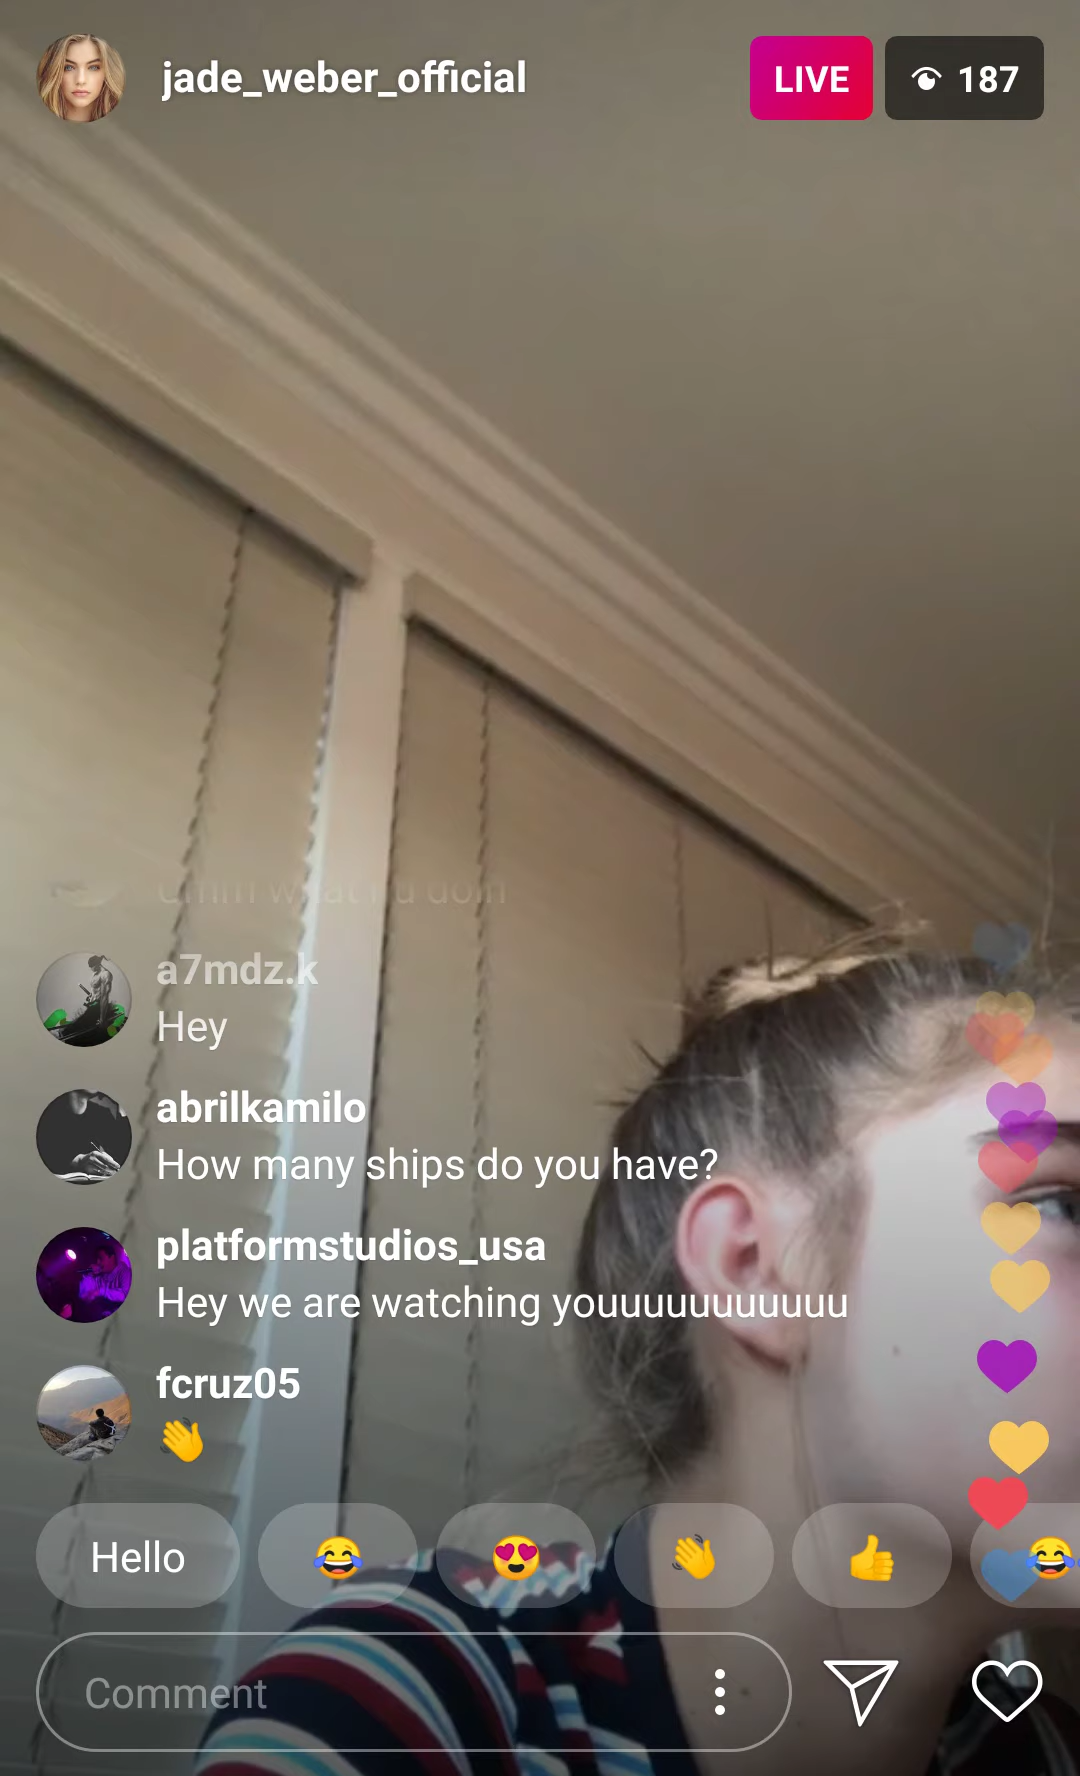 jade_weber_official
LIVE
187
a7mdz.k
Hey
abrilkamilo
How many ships do you have?
platformstudios_usa
Hey we are watching youuuuuuuuuuu
fcruz05
👋
Hello
😂 😍 👋 👍 😂
Comment